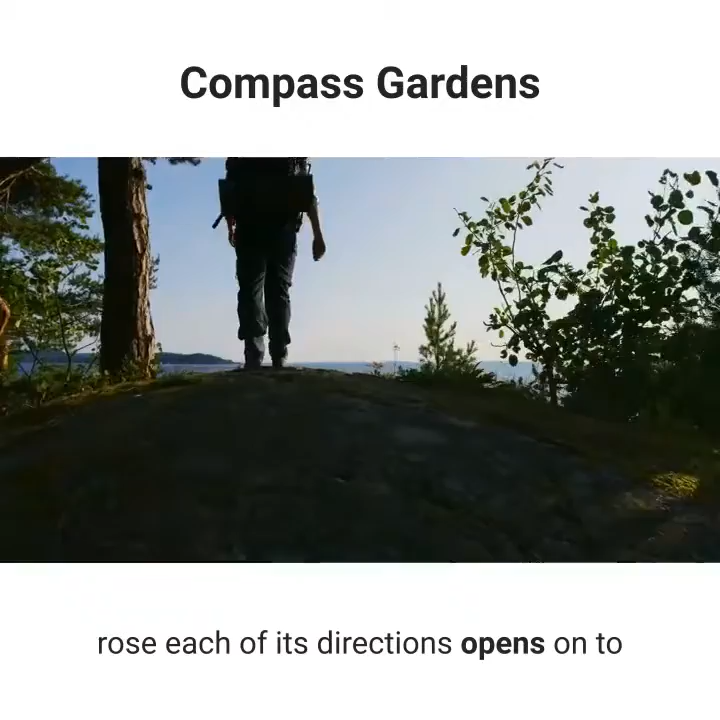 Compass Gardens
rose each of its directions opens on to